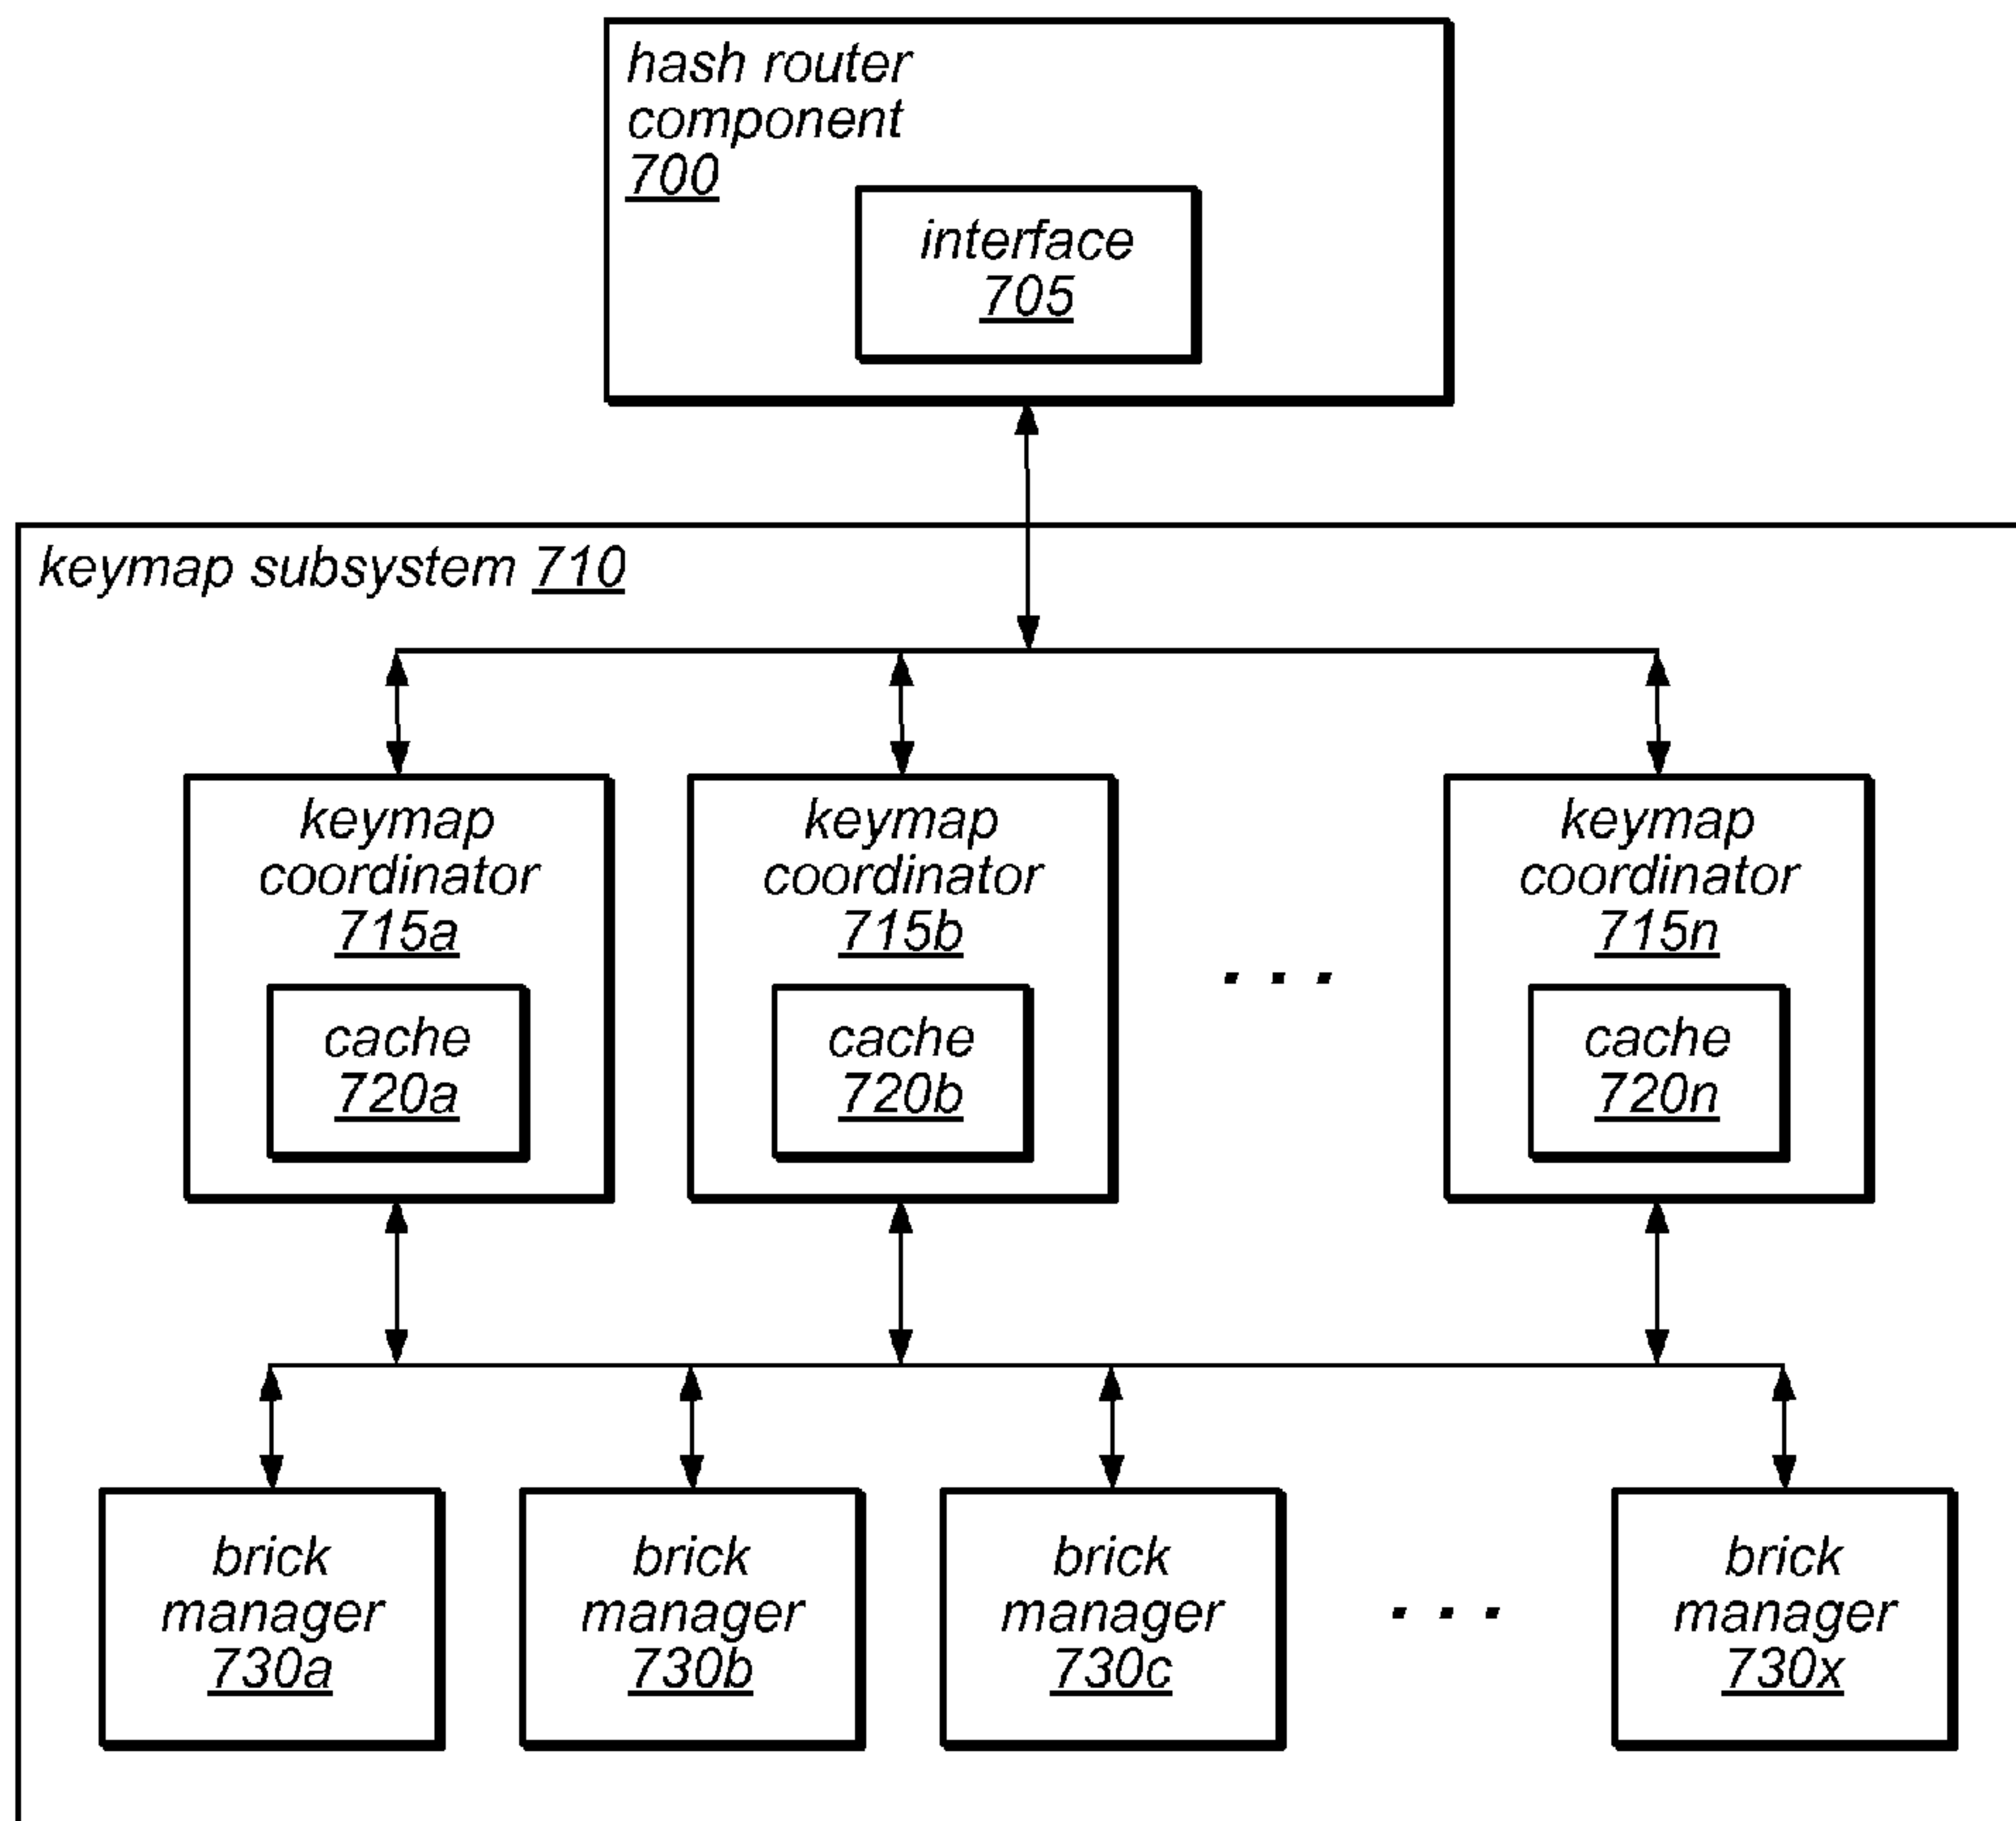 hash router
component
700
interface
705
keymap subsystem 710
keymap
coordinator
715a
cache
720a
keymap
coordinator
715b
cache
720b
. . .
keymap
coordinator
715n
cache
720n
brick
manager
730a
brick
manager
730b
brick
manager
730c
. . .
brick
manager
730x